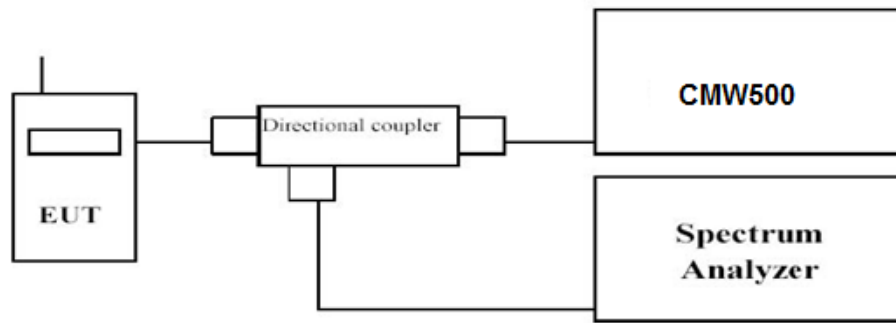 EUT
Directional coupler
CMW500
Spectrum
Analyzer